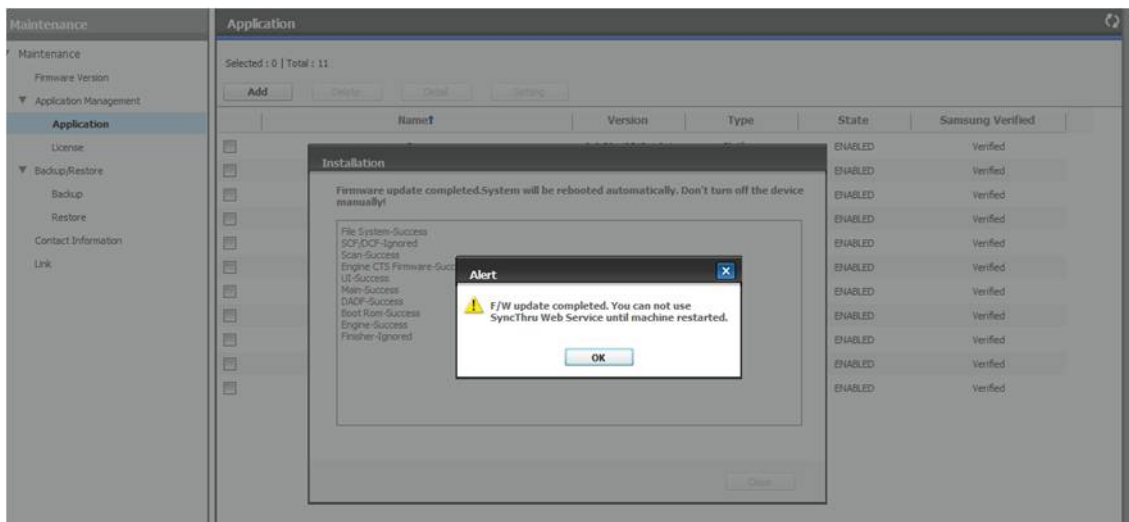 Maintenance
Maintenance
Firmware Version
Application Management
Application
License
Backup/Restore
Backup
Restore
Contact Information
Link
Application
Selected : 0 | Total : 11
Add Delete Detail Setting
Name Version Type State Samsung Verified
ENABLED Verified
ENABLED Verified
ENABLED Verified
ENABLED Verified
ENABLED Verified
ENABLED Verified
ENABLED Verified
ENABLED Verified
ENABLED Verified
ENABLED Verified
ENABLED Verified
Installation
Firmware update completed.System will be rebooted automatically. Don't turn off the device
manually!
File System-Success
SCF/DCF-Ignored
Scan-Success
Engine CTS Firmware-Succ
UI-Success
Main-Success
DADF-Success
Boot Rom-Success
Engine-Success
Finisher-Ignored
Close
Alert
F/W update completed. You can not use
SyncThru Web Service until machine restarted.
OK